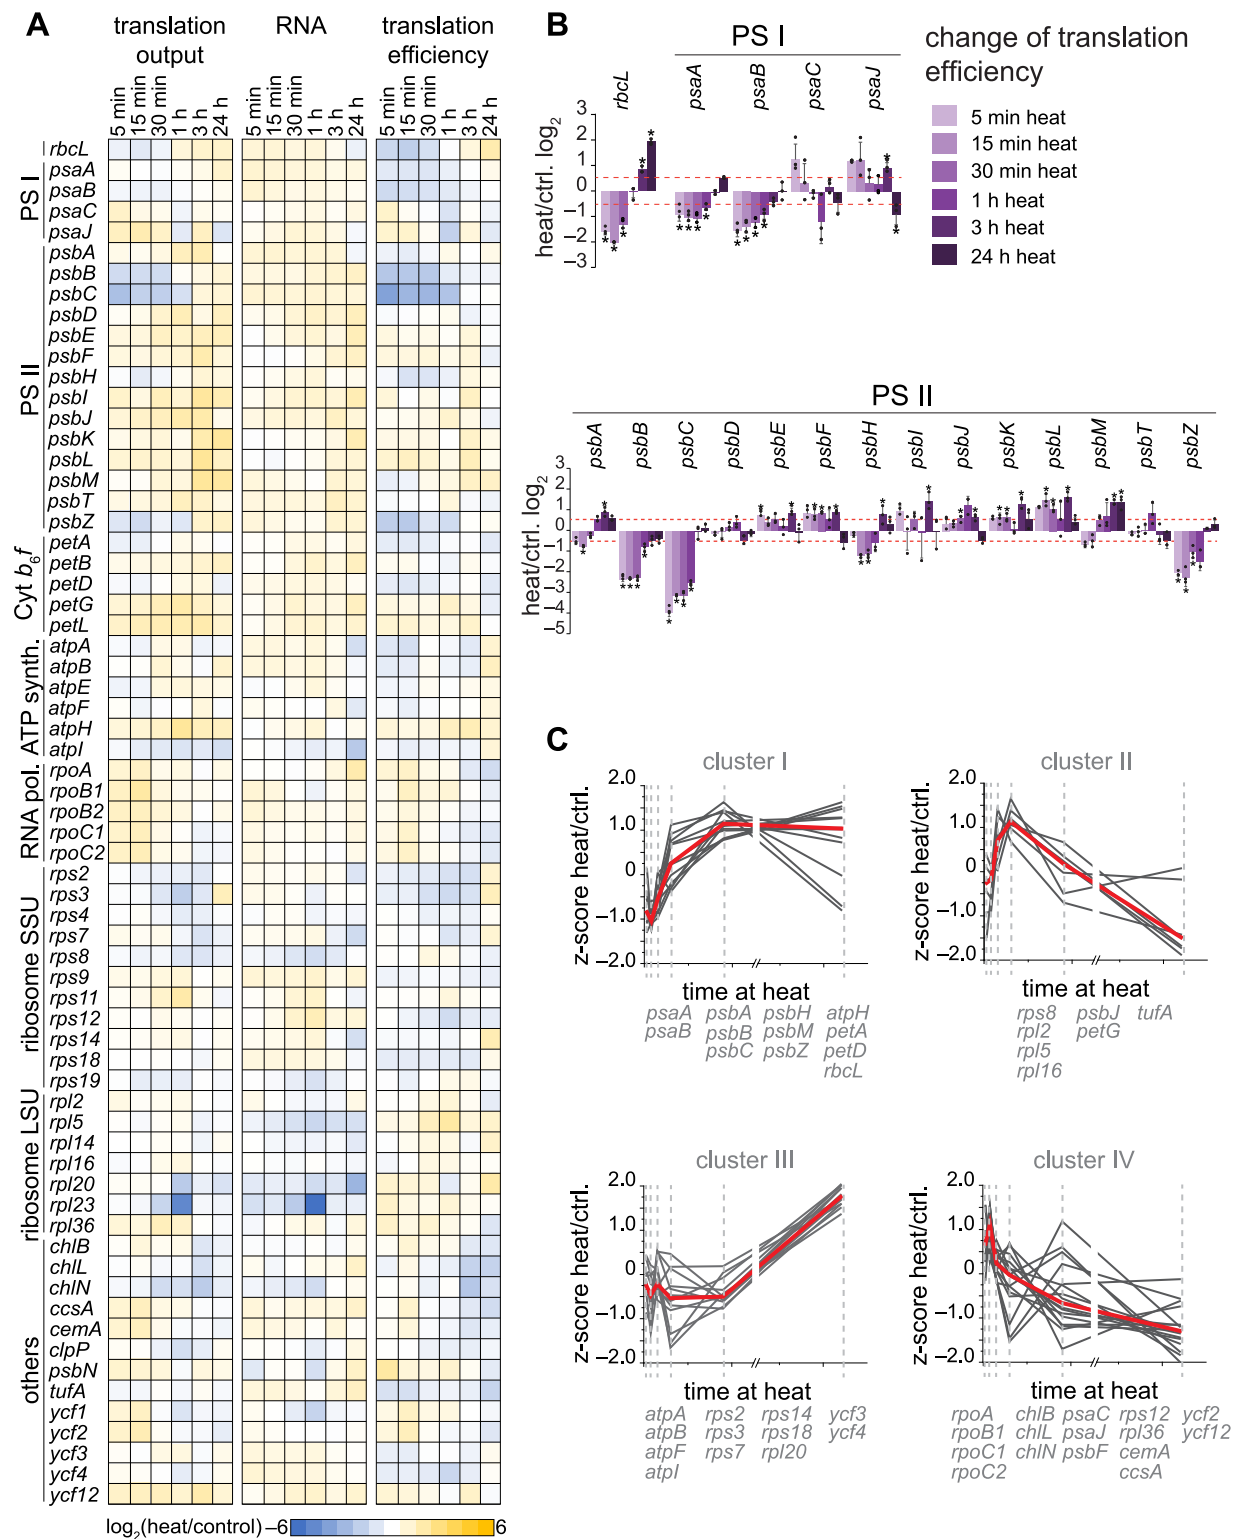 A
translation output
RNA
translation efficiency
5 min 15 min 30 min 1 h 3 h 24 h
5 min 15 min 30 min 1 h 3 h 24 h
5 min 15 min 30 min 1 h 3 h 24 h
rbcL
PS I
psaA
psaB
psaC
psaJ
PS II
psbA
psbB
psbC
psbD
psbE
psbF
psbH
psbI
psbJ
psbK
psbL
psbM
psbT
psbZ
Cyt b6f
petA
petB
petD
petG
petL
ATP synth.
atpA
atpB
atpE
atpF
atpH
atpI
RNA pol.
rpoA
rpoB1
rpoB2
rpoC1
rpoC2
ribosome SSU
rps2
rps3
rps4
rps7
rps8
rps9
rps11
rps12
rps14
rps18
rps19
ribosome LSU
rpl2
rpl5
rpl14
rpl16
rpl20
rpl23
rpl36
others
chlB
chlL
chlN
ccsA
cemA
clpP
psbN
tufA
ycf1
ycf2
ycf3
ycf4
ycf12
log2(heat/control) –6 6
B
PS I
rbcL psaA psaB psaC psaJ
heat/ctrl. log2
3
2
1
0
–1
–2
–3
change of translation
efficiency
5 min heat
15 min heat
30 min heat
1 h heat
3 h heat
24 h heat
PS II
psbA psbB psbC psbD psbE psbF psbH psbI psbJ psbK psbL psbM psbT psbZ
heat/ctrl. log2
3
2
1
0
–1
–2
–3
–4
–5
C
cluster I
z-score heat/ctrl.
2.0
1.0
0
–1.0
–2.0
time at heat
psaA psbA psbH atpH
psaB psbB psbM petA
psbC psbZ petD
rbcL
cluster II
z-score heat/ctrl.
2.0
1.0
0
–1.0
–2.0
time at heat
rps8 psbJ tufA
rpl2 petG
rpl5
rpl16
cluster III
z-score heat/ctrl.
2.0
1.0
0
–1.0
–2.0
time at heat
atpA rps2 rps14 ycf3
atpB rps3 rps18 ycf4
atpF rps7 rpl20
atpI
cluster IV
z-score heat/ctrl.
2.0
1.0
0
–1.0
–2.0
time at heat
rpoA chlB psaC rps12 ycf2
rpoB1 chlL psaJ rpl36 ycf12
rpoC1 chlN psbF cemA
rpoC2 ccsA